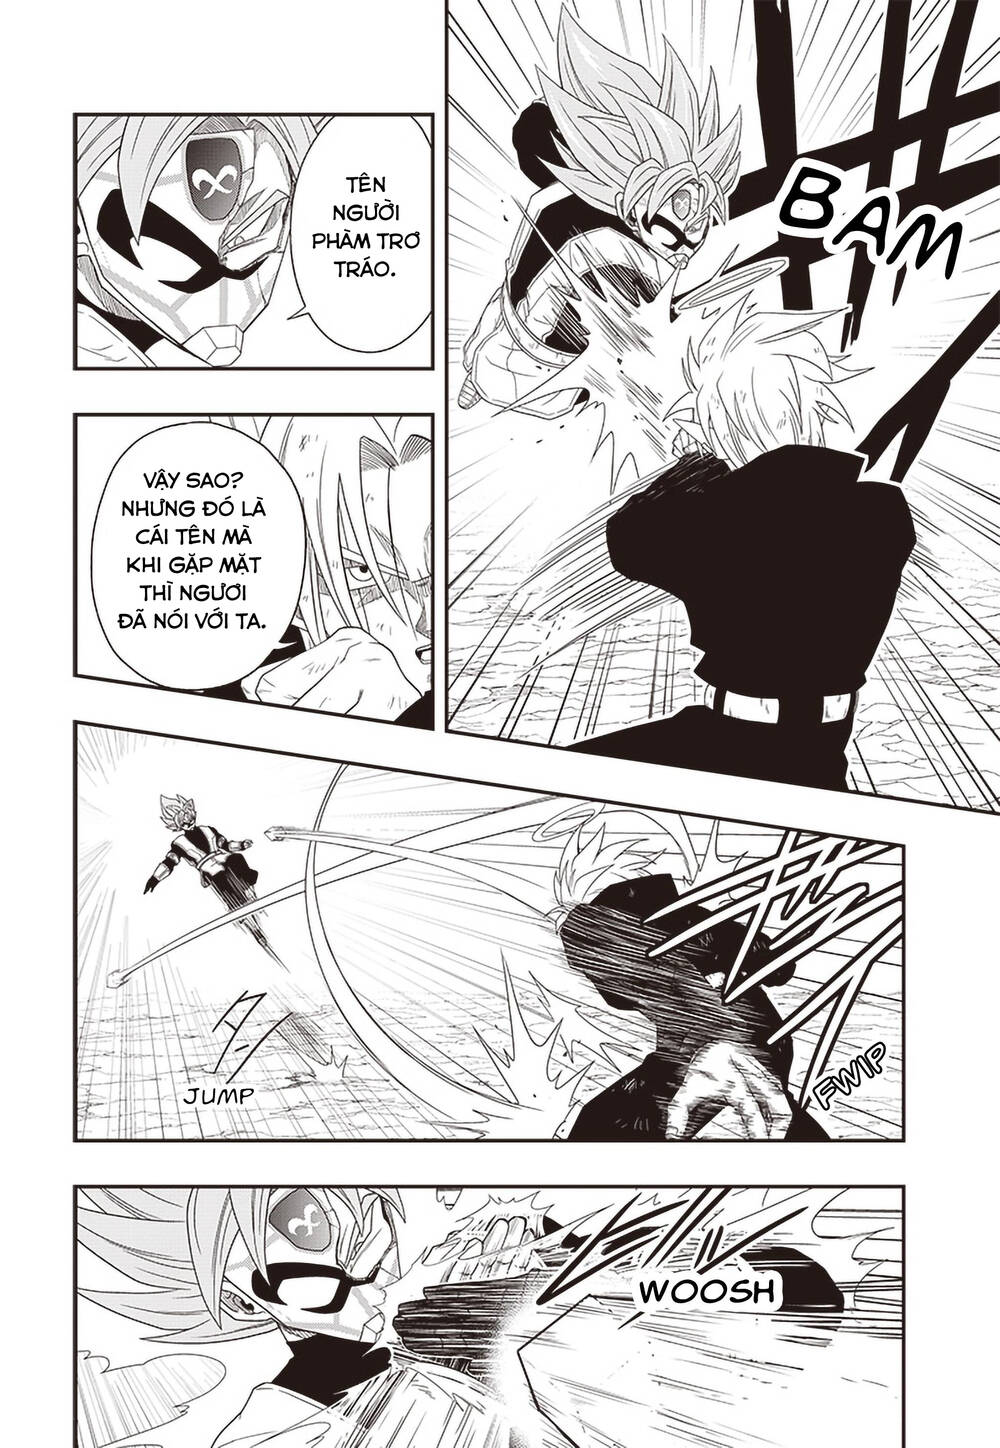 BAM
TÊN
NGƯỜI
PHÀM TRƠ
TRÁO.
VẬY SAO?
NHƯNG ĐÓ LÀ
CÁI TÊN MÀ
KHI GẶP MẶT
THÌ NGƯƠI
ĐÃ NÓI VỚI TA.
JUMP
FWIP
WOOSH